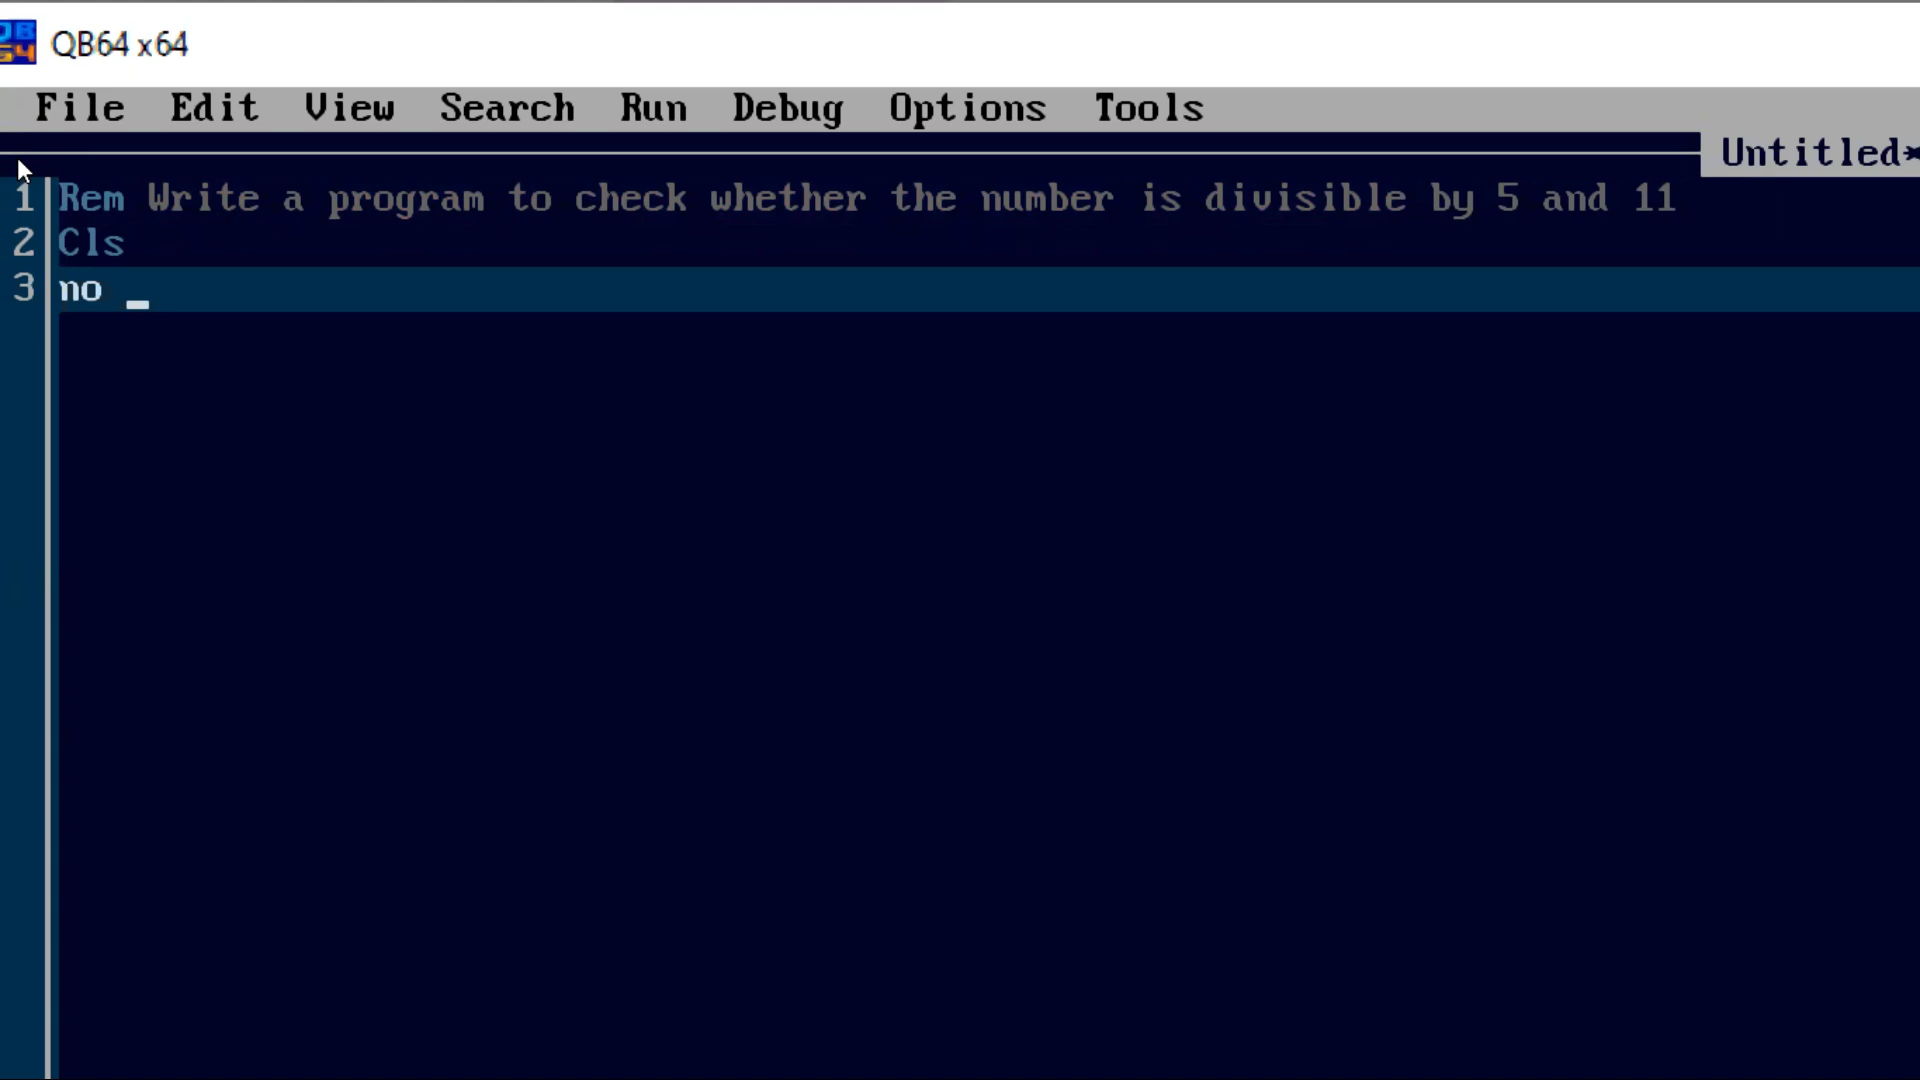 QB64 x64
File Edit View Search Run Debug Options Tools
Untitled*
1 Rem Write a program to check whether the number is divisible by 5 and 11
2 Cls
3 no _